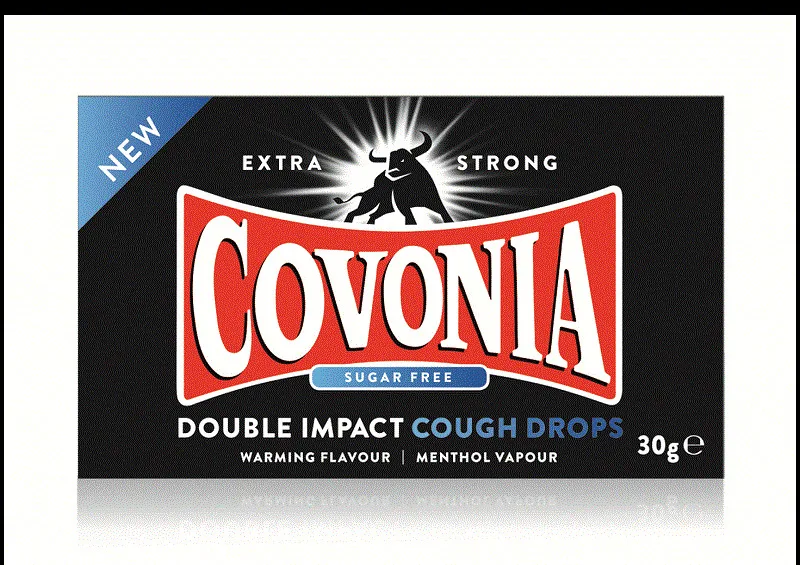 NEW
EXTRA STRONG
COVONIA
SUGAR FREE
DOUBLE IMPACT COUGH DROPS
WARMING FLAVOUR | MENTHOL VAPOUR
30g℮